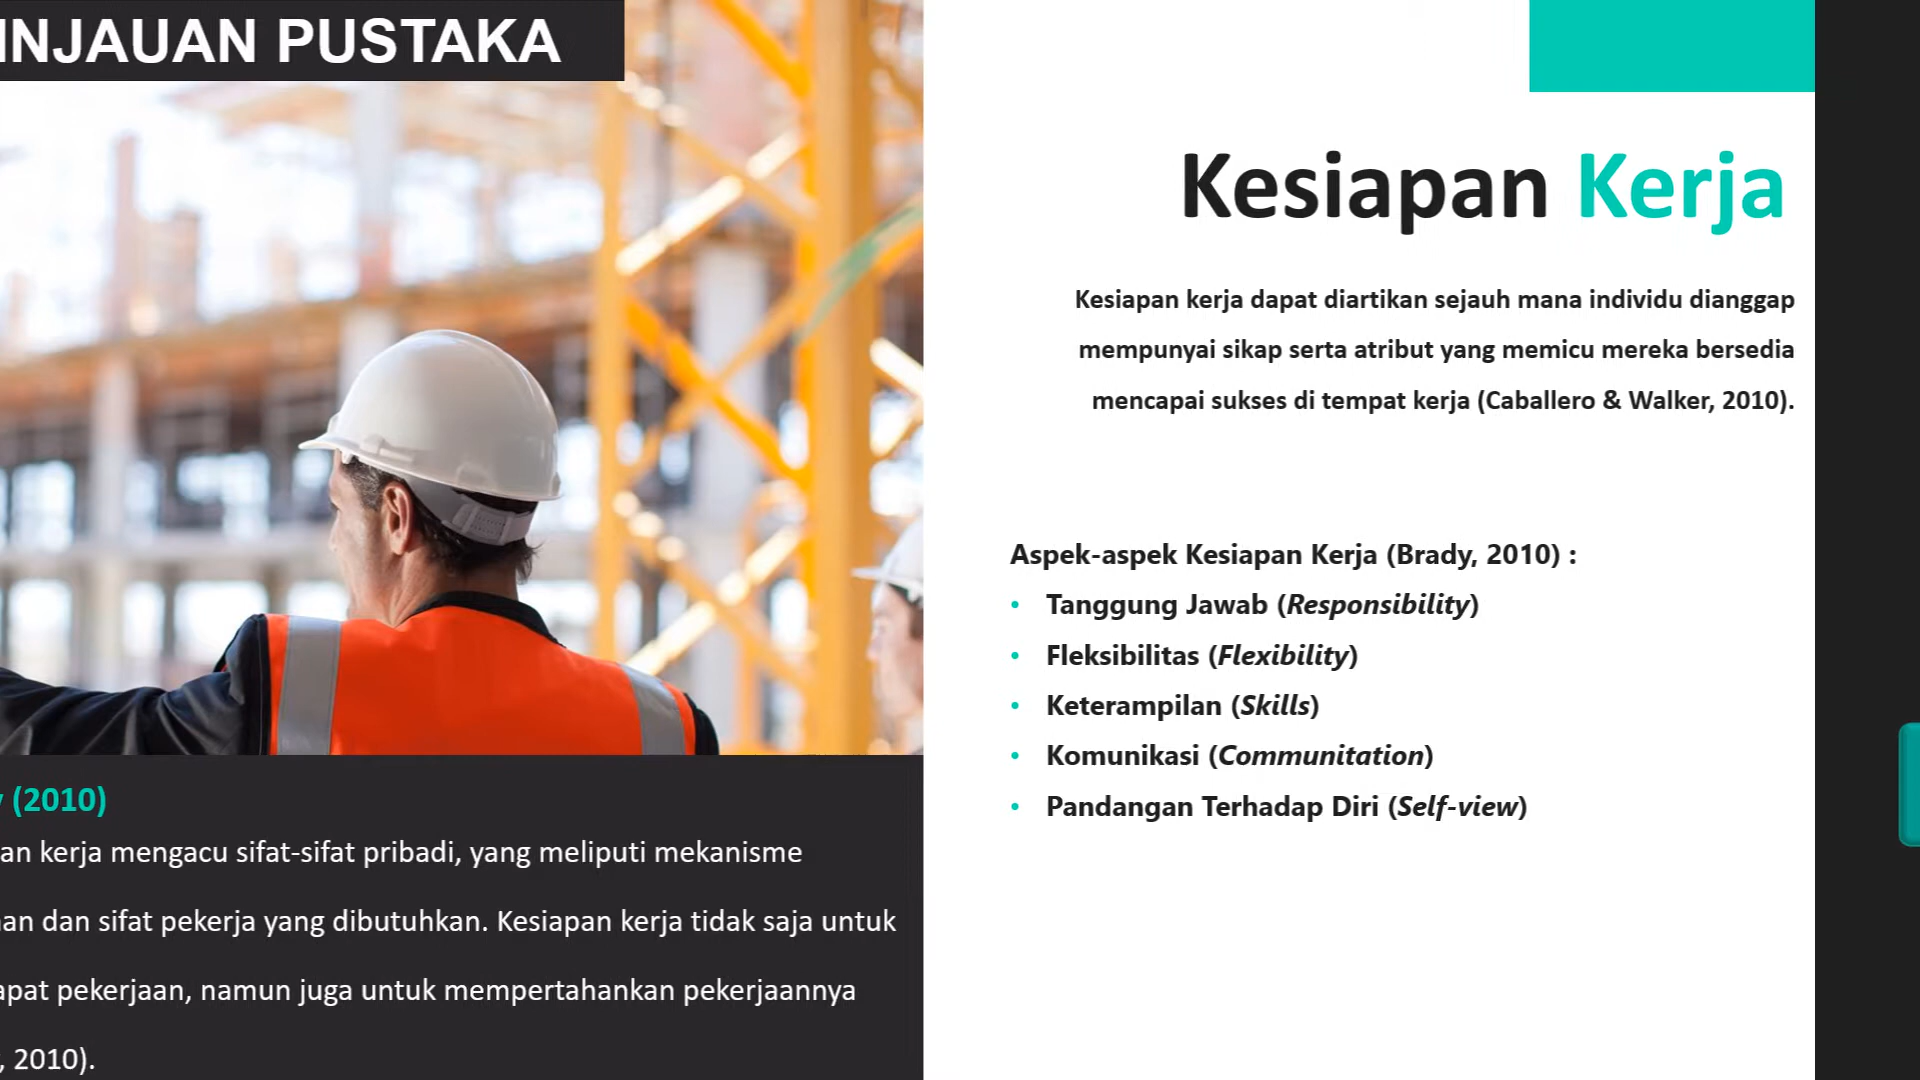 INJAUAN PUSTAKA
Kesiapan Kerja
Kesiapan kerja dapat diartikan sejauh mana individu dianggap
mempunyai sikap serta atribut yang memicu mereka bersedia
mencapai sukses di tempat kerja (Caballero & Walker, 2010).
Aspek-aspek Kesiapan Kerja (Brady, 2010) :
• Tanggung Jawab (Responsibility)
• Fleksibilitas (Flexibility)
• Keterampilan (Skills)
• Komunikasi (Communitation)
• Pandangan Terhadap Diri (Self-view)
(2010)
an kerja mengacu sifat-sifat pribadi, yang meliputi mekanisme
an dan sifat pekerja yang dibutuhkan. Kesiapan kerja tidak saja untuk
apat pekerjaan, namun juga untuk mempertahankan pekerjaannya
, 2010).